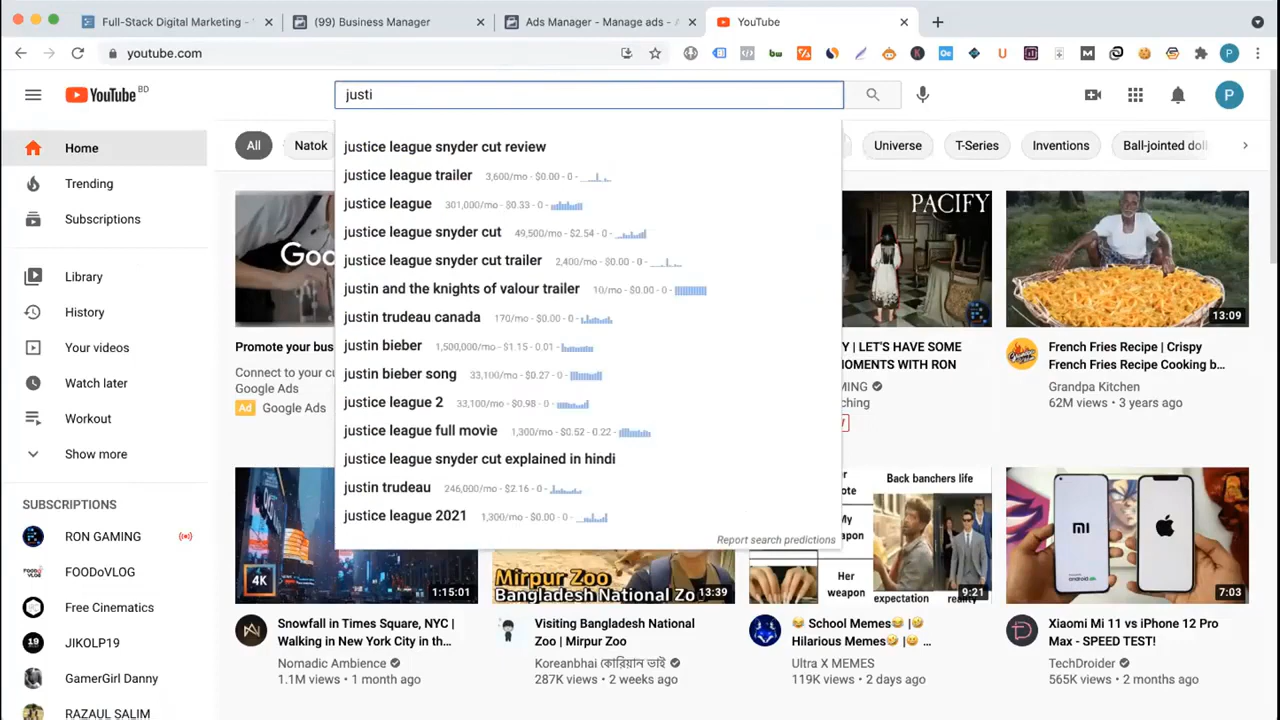 Full-Stack Digital Marketing -
(99) Business Manager
Ads Manager - Manage ads -
YouTube
youtube.com
YouTube BD
justi
P
P
All
Natok
Universe
T-Series
Inventions
Ball-jointed doll
Home
Trending
Subscriptions
Library
History
Your videos
Watch later
Workout
Show more
SUBSCRIPTIONS
RON GAMING
FOODoVLOG
Free Cinematics
JIKOLP19
GamerGirl Danny
RAZAUL SALIM
justice league snyder cut review
justice league trailer 3,600/mo - $0.00 - 0 -
justice league 301,000/mo - $0.33 - 0 -
justice league snyder cut 49,500/mo - $2.54 - 0 -
justice league snyder cut trailer 2,400/mo - $0.00 - 0 -
justin and the knights of valour trailer 10/mo - $0.00 - 0 -
justin trudeau canada 170/mo - $0.00 - 0 -
justin bieber 1,500,000/mo - $1.15 - 0.01 -
justin bieber song 33,100/mo - $0.27 - 0 -
justice league 2 33,100/mo - $0.98 - 0 -
justice league full movie 1,300/mo - $0.52 - 0.22 -
justice league snyder cut explained in hindi
justin trudeau 246,000/mo - $2.16 - 0 -
justice league 2021 1,300/mo - $0.00 - 0 -
Report search predictions
Goo
Promote your bus
Connect to your cu
Google Ads
Ad Google Ads
PACIFY
Y | LET'S HAVE SOME
MOMENTS WITH RON
MING
ching
13:09
French Fries Recipe | Crispy
French Fries Recipe Cooking b...
Grandpa Kitchen
62M views • 3 years ago
4K
1:15:01
Snowfall in Times Square, NYC |
Walking in New York City in th...
Nomadic Ambience
1.1M views • 1 month ago
Mirpur Zoo
Bangladesh National Zo
13:39
Visiting Bangladesh National
Zoo | Mirpur Zoo
Koreanbhai কোরিয়ান ভাই
287K views • 2 weeks ago
Back benchers life
ote
My
weapon
Her
weapon
expectation
9:21
😂 School Memes😂 |🤣
Hilarious Memes🤣 |😄 ...
Ultra X MEMES
119K views • 2 days ago
7:03
Xiaomi Mi 11 vs iPhone 12 Pro
Max - SPEED TEST!
TechDroider
565K views • 2 months ago